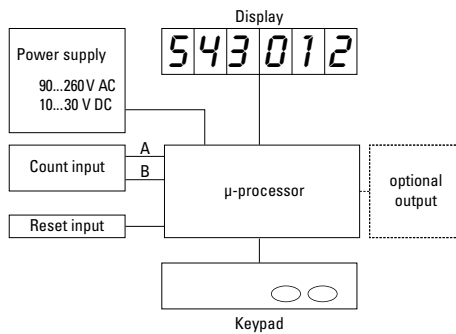 Display
543012
Power supply
90...260 V AC
10...30 V DC
Count input
A
B
µ-processor
optional
output
Reset input
Keypad